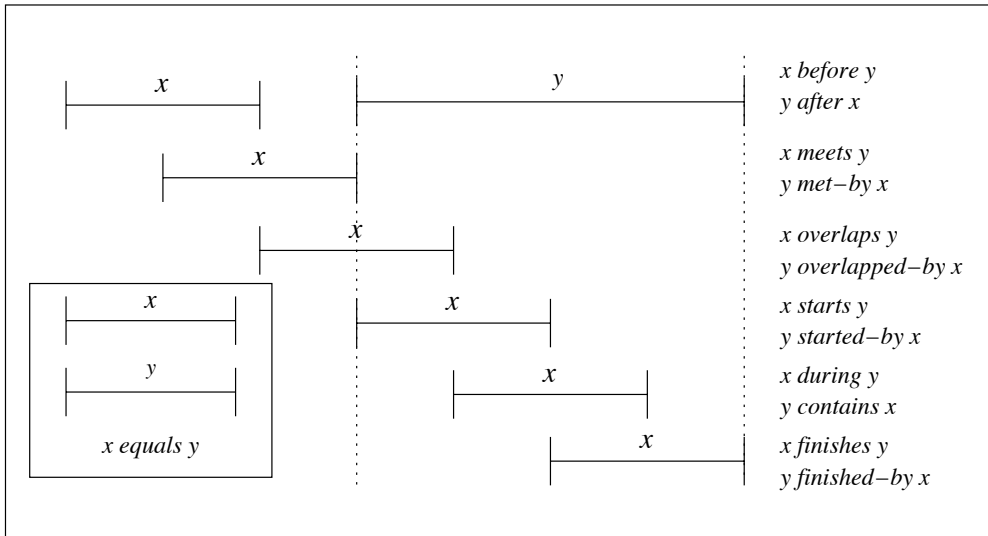 x
y
x before y
y after x
x
x meets y
y met–by x
x
x overlaps y
y overlapped–by x
x
x
x starts y
y started–by x
y
x
x during y
y contains x
x equals y
x
x finishes y
y finished–by x